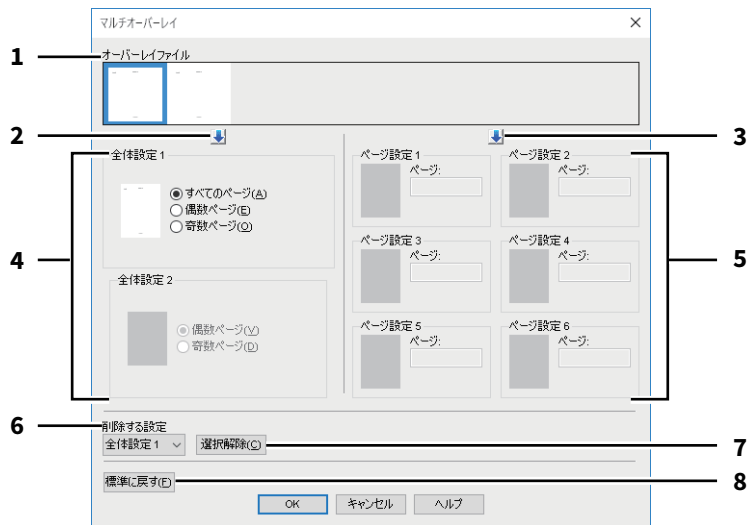 マルチオーバーレイ
1
オーバーレイファイル
2
3
4
全体設定 1
すべてのページ(A)
偶数ページ(E)
奇数ページ(O)
全体設定 2
偶数ページ(V)
奇数ページ(D)
5
ページ設定 1
ページ:
ページ設定 2
ページ:
ページ設定 3
ページ:
ページ設定 4
ページ:
ページ設定 5
ページ:
ページ設定 6
ページ:
6
削除する設定
全体設定 1
選択解除(C)
7
標準に戻す(F)
8
OK
キャンセル
ヘルプ